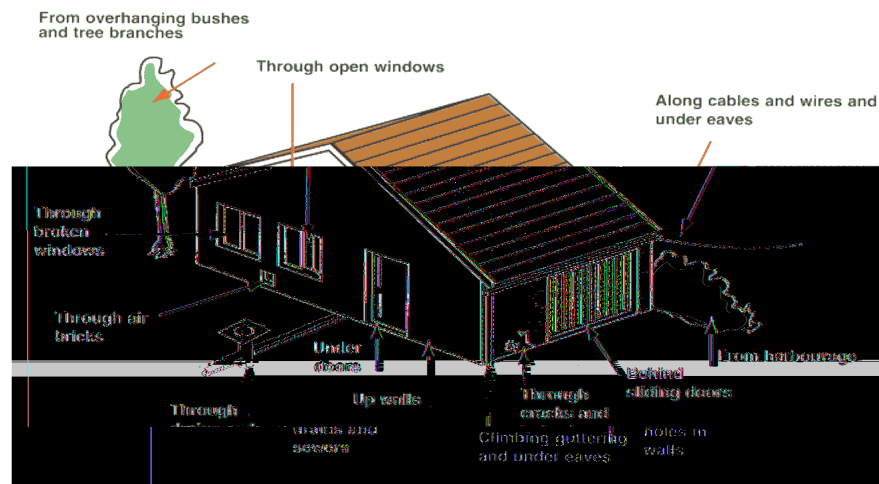 From overhanging bushes
and tree branches
Through open windows
Along cables and wires and
under eaves
Through
broken
windows
Through air
bricks
Under
doors
From harbourage
Behind
sliding doors
Up walls
Through
cracks and
holes in
walls
Through
drains and
sewers
Climbing guttering
and under eaves